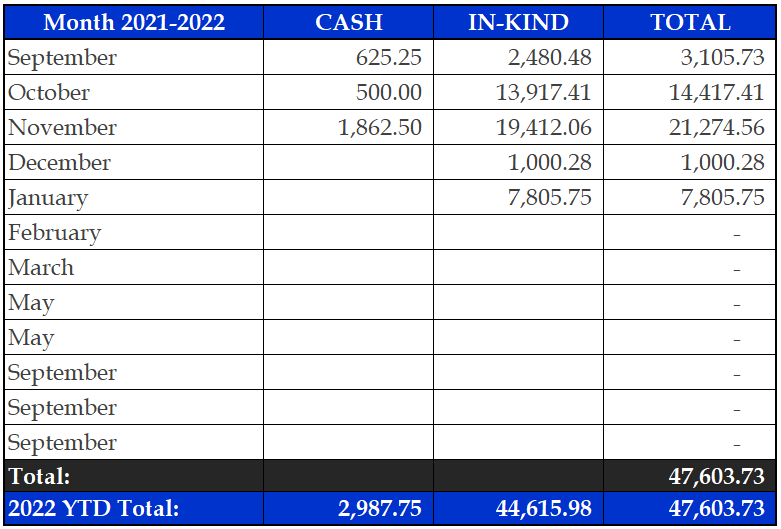 Month 2021-2022 CASH IN-KIND TOTAL
September 625.25 2,480.48 3,105.73
October 500.00 13,917.41 14,417.41
November 1,862.50 19,412.06 21,274.56
December 1,000.28 1,000.28
January 7,805.75 7,805.75
February -
March -
May -
May -
September -
September -
September -
Total: 47,603.73
2022 YTD Total: 2,987.75 44,615.98 47,603.73